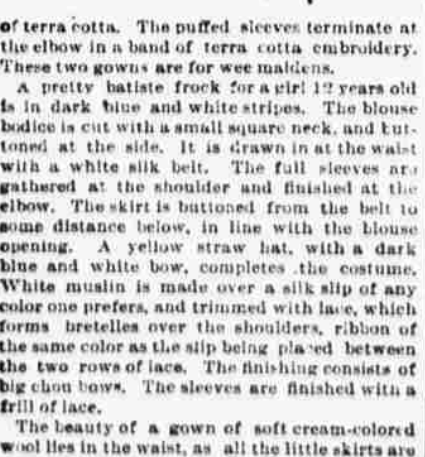 of terra cotta. The puffed sleeves terminate at
the elbow in a band of terra cotta embroidery.
These two gowns are for wee maidens.
A pretty batiste frock for a girl 12 years old
is in dark blue and white stripes. The blouse
bodice is cut with a small square neck, and but-
toned at the side. It is drawn in at the waist
with a white silk belt. The full sleeves are
gathered at the shoulder and finished at the
elbow. The skirt is buttoned from the belt to
some distance below, in line with the blouse
opening. A yellow straw hat, with a dark
blue and white bow, completes the costume.
White muslin is made over a silk slip of any
color one prefers, and trimmed with lace, which
forms bretelles over the shoulders, ribbon of
the same color as the slip being placed between
the two rows of lace. The finishing consists of
big chou bows. The sleeves are finished with a
frill of lace.
The beauty of a gown of soft cream-colored
wool lies in the waist, as all the little skirts are